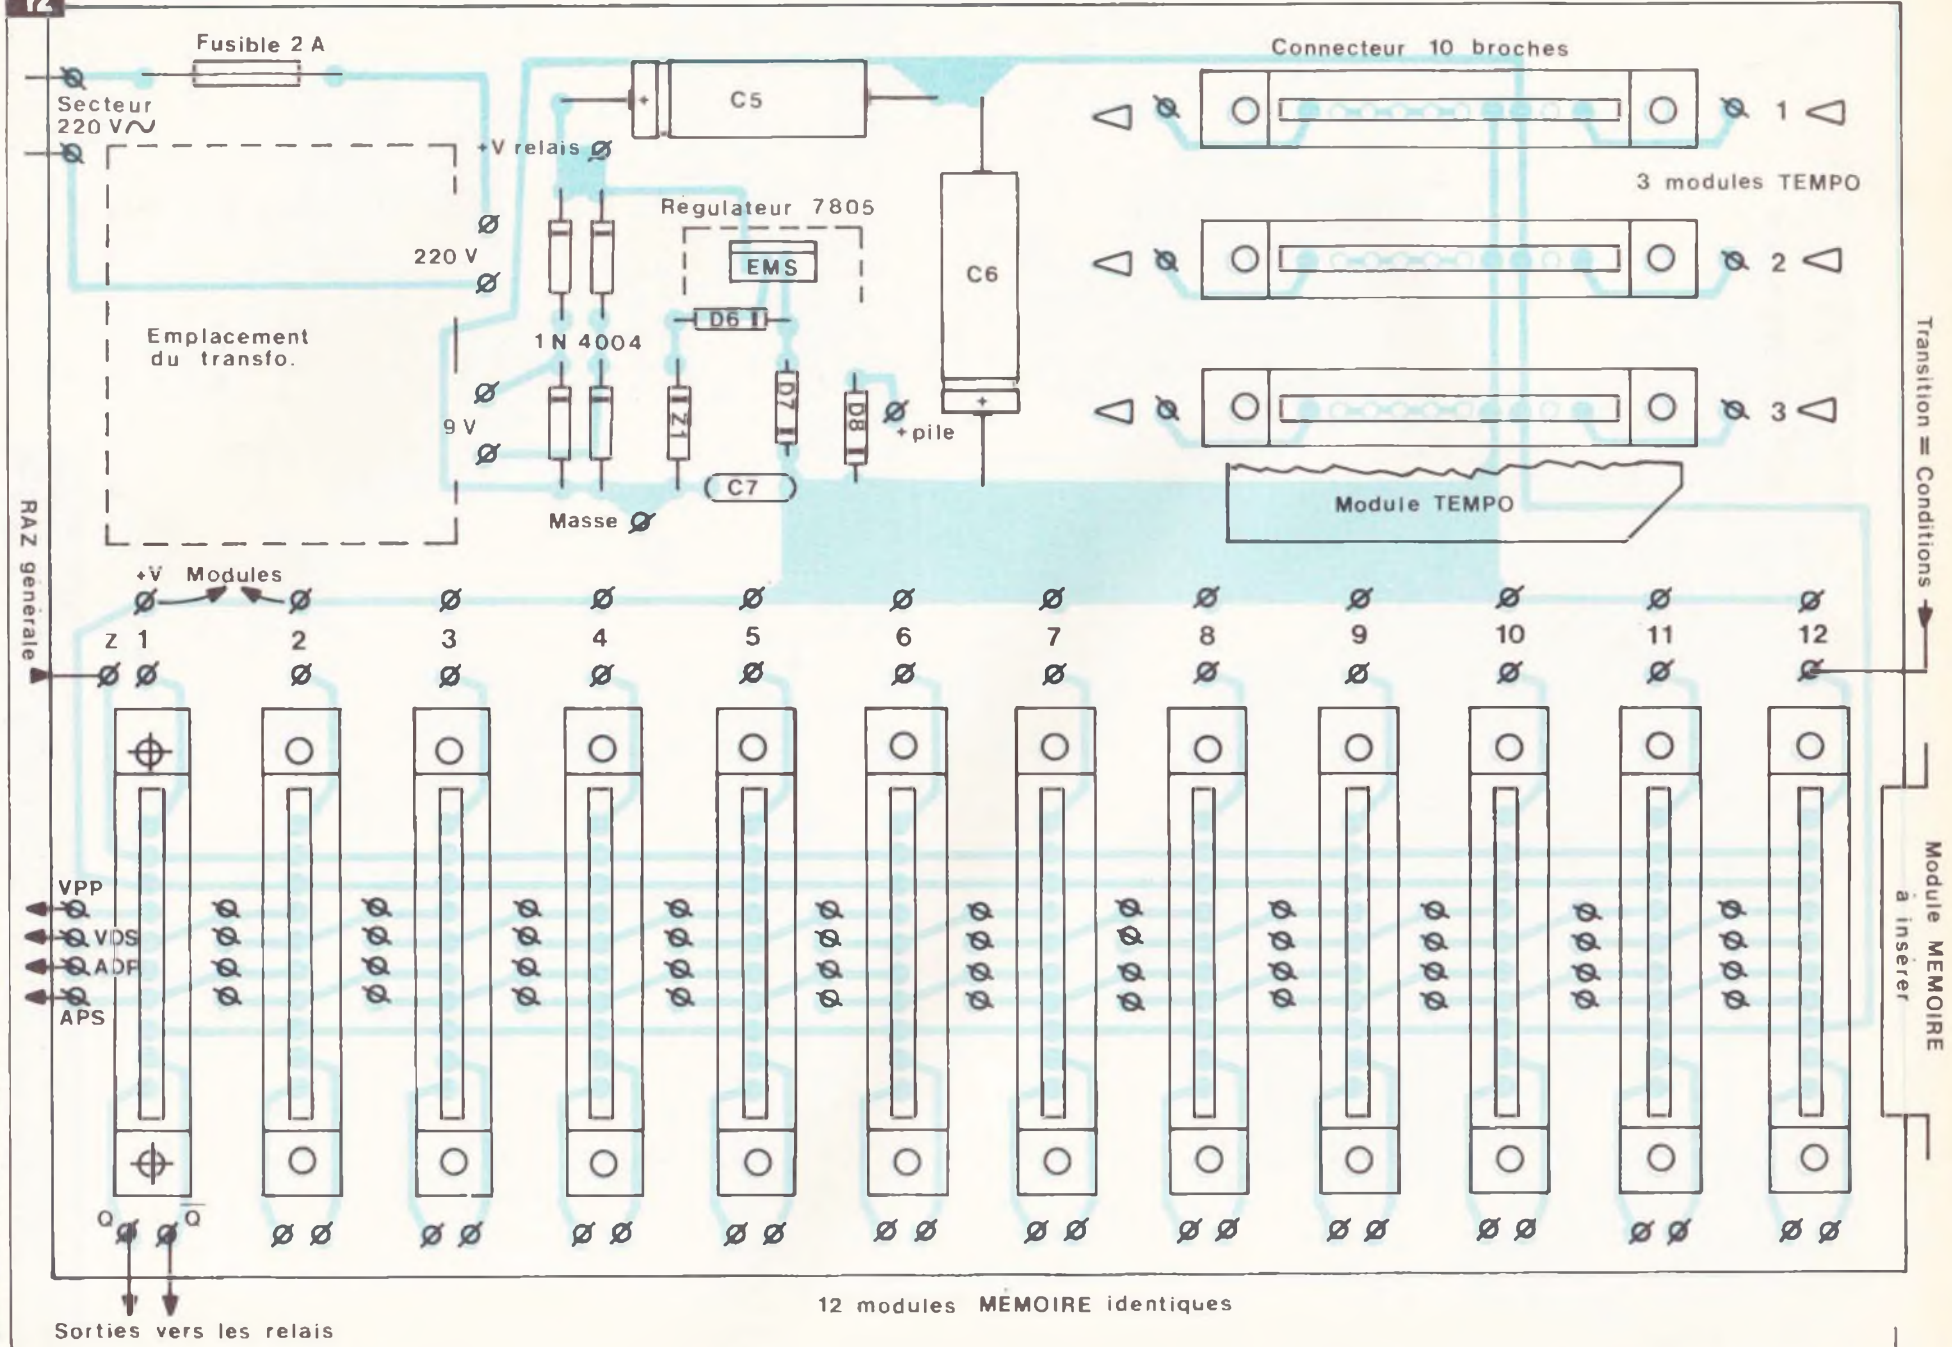 12
Fusible 2 A
Secteur
220 V∿
Emplacement
du transfo.
220 V
9 V
+V relais
C5
+
Régulateur 7805
EMS
D6
1N 4004
Z1
D7
D8
+ pile
C6
+
C7
Masse
Connecteur 10 broches
1
3 modules TEMPO
2
3
Module TEMPO
Transition = Conditions
RAZ générale
+V Modules
Z 1 2 3 4 5 6 7 8 9 10 11 12
VPP
VDS
ADP
APS
Module MEMOIRE
à insérer
Q Q̅
12 modules MEMOIRE identiques
Sorties vers les relais